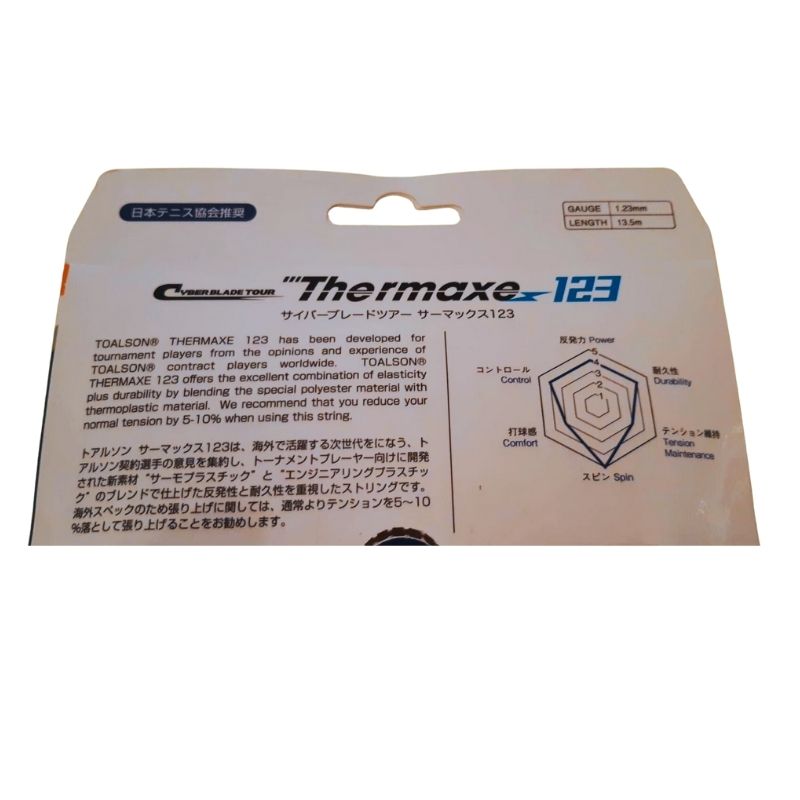 日本テニス協会推奨
GAUGE 1.23mm
LENGTH 13.5m
CYBER BLADE TOUR Thermaxe 123
サイバーブレードツアー サーマックス123
TOALSON® THERMAXE 123 has been developed for
tournament players from the opinions and experience of
TOALSON® contract players worldwide. TOALSON®
THERMAXE 123 offers the excellent combination of elasticity
plus durability by blending the special polyester material with
thermoplastic material. We recommend that you reduce your
normal tension by 5-10% when using this string.
トアルソン サーマックス123は、海外で活躍する次世代をになう、ト
アルソン契約選手の意見を集約し、トーナメントプレーヤー向けに開発
された新素材“サーモプラスチック”と“エンジニアリングプラスチッ
ク”のブレンドで仕上げた反発性と耐久性を重視したストリングです。
海外スペックのため張り上げに関しては、通常よりテンションを5～10
%落として張り上げることをお勧めします。
反発力 Power
5
4
3
2
1
コントロール
Control
耐久性
Durability
打球感
Comfort
テンション維持
Tension
Maintenance
スピン Spin